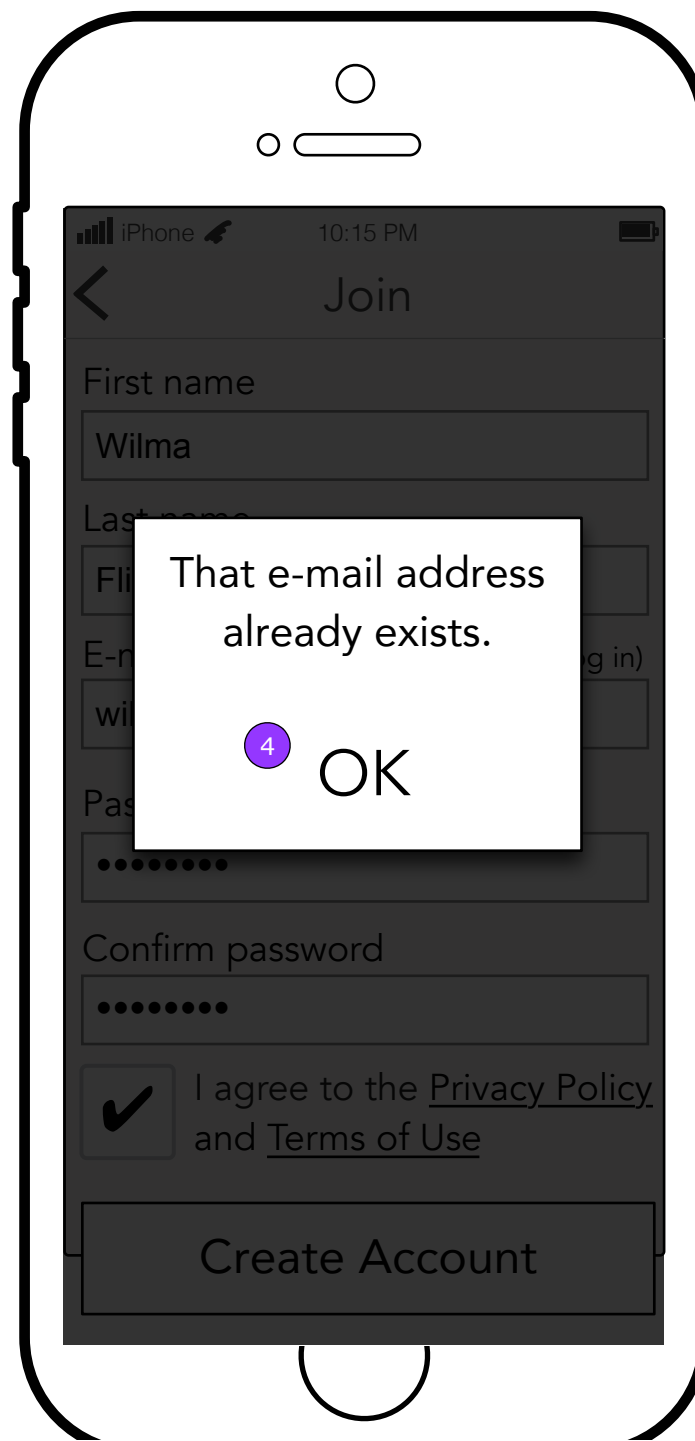 iPhone 10:15 PM
Join
First name
Wilma
That e-mail address
already exists.
in)
4
OK
Confirm password
I agree to the Privacy Policy
and Terms of Use
Create Account